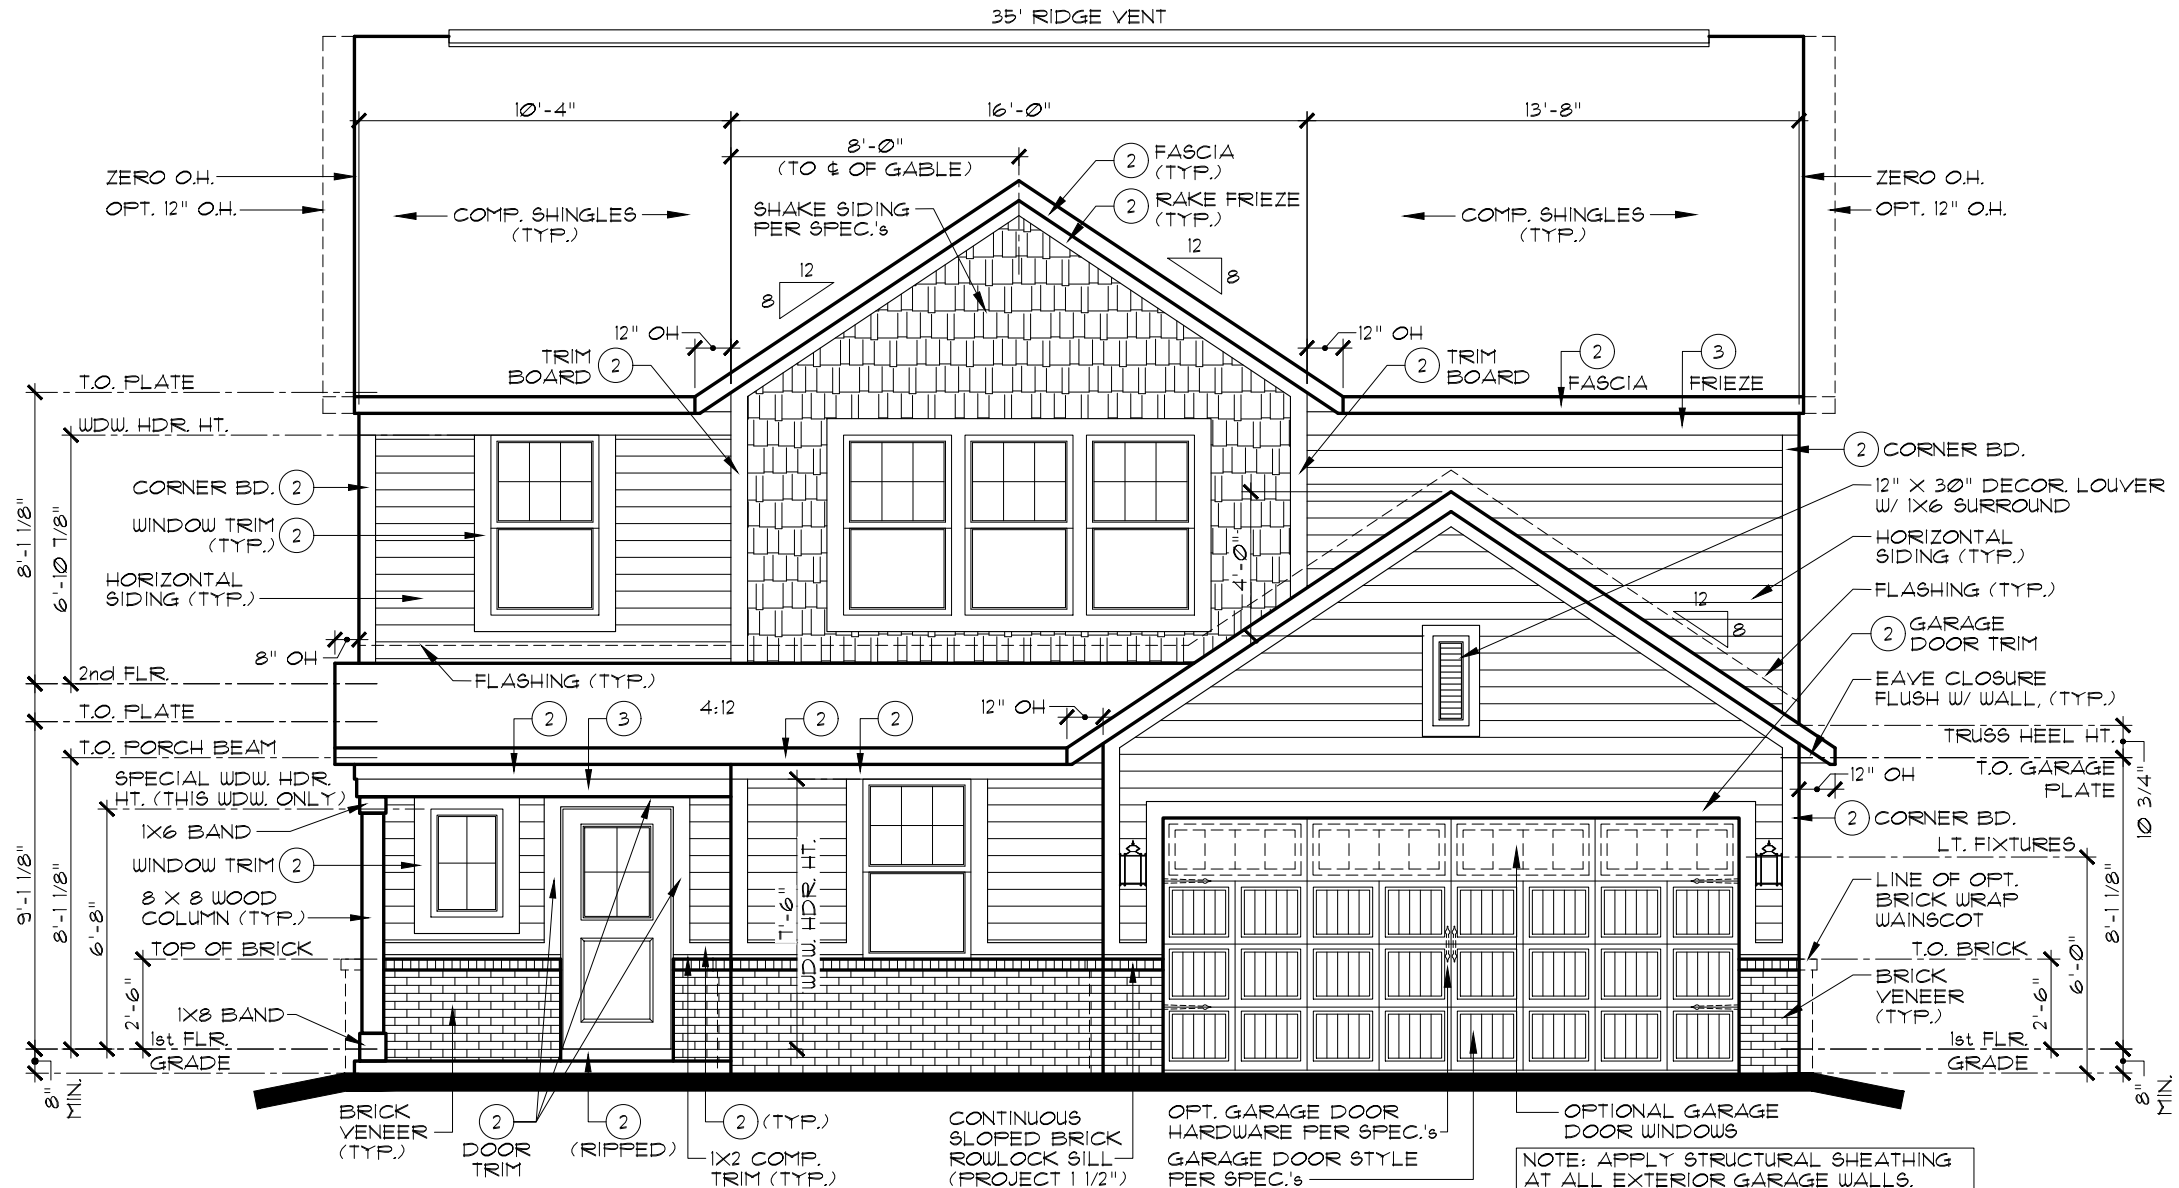 35' RIDGE VENT
10'-4"
16'-0"
13'-8"
8'-0"
(TO ℄ OF GABLE)
2 FASCIA
(TYP.)
2 RAKE FRIEZE
(TYP.)
ZERO O.H.
OPT. 12" O.H.
COMP. SHINGLES
(TYP.)
SHAKE SIDING
PER SPEC.'s
COMP. SHINGLES
(TYP.)
ZERO O.H.
OPT. 12" O.H.
12
8
12
8
12" OH
12" OH
TRIM
BOARD 2
2 TRIM
BOARD
2
FASCIA
3
FRIEZE
T.O. PLATE
WDW. HDR. HT.
CORNER BD. 2
WINDOW TRIM
(TYP.) 2
HORIZONTAL
SIDING (TYP.)
8'-1 1/8"
6'-10 7/8"
8" OH
2nd FLR.
FLASHING (TYP.)
4'-0"
2 CORNER BD.
12" X 30" DECOR. LOUVER
W/ 1X6 SURROUND
HORIZONTAL
SIDING (TYP.)
FLASHING (TYP.)
12
8
2 GARAGE
DOOR TRIM
EAVE CLOSURE
FLUSH W/ WALL, (TYP.)
TRUSS HEEL HT.
T.O. GARAGE
PLATE
12" OH
10 3/4"
2 CORNER BD.
LT. FIXTURES
LINE OF OPT.
BRICK WRAP
WAINSCOT
T.O. BRICK
BRICK
VENEER
(TYP.)
1st FLR.
GRADE
2'-6"
6'-0"
8'-1 1/8"
8"
MIN.
T.O. PLATE
T.O. PORCH BEAM
4:12
12" OH
2
3
2
2
SPECIAL WDW. HDR.
HT. (THIS WDW. ONLY)
1X6 BAND
WINDOW TRIM 2
8 X 8 WOOD
COLUMN (TYP.)
TOP OF BRICK
1X8 BAND
1st FLR.
GRADE
9'-1 1/8"
8'-1 1/8"
6'-8"
2'-6"
8"
MIN.
7'-6"
WDW. HDR. HT.
BRICK
VENEER
(TYP.)
2
DOOR
TRIM
2
(RIPPED)
2 (TYP.)
1X2 COMP.
TRIM (TYP.)
CONTINUOUS
SLOPED BRICK
ROWLOCK SILL
(PROJECT 1 1/2")
OPT. GARAGE DOOR
HARDWARE PER SPEC.'s
GARAGE DOOR STYLE
PER SPEC.'s
OPTIONAL GARAGE
DOOR WINDOWS
NOTE: APPLY STRUCTURAL SHEATHING
AT ALL EXTERIOR GARAGE WALLS.